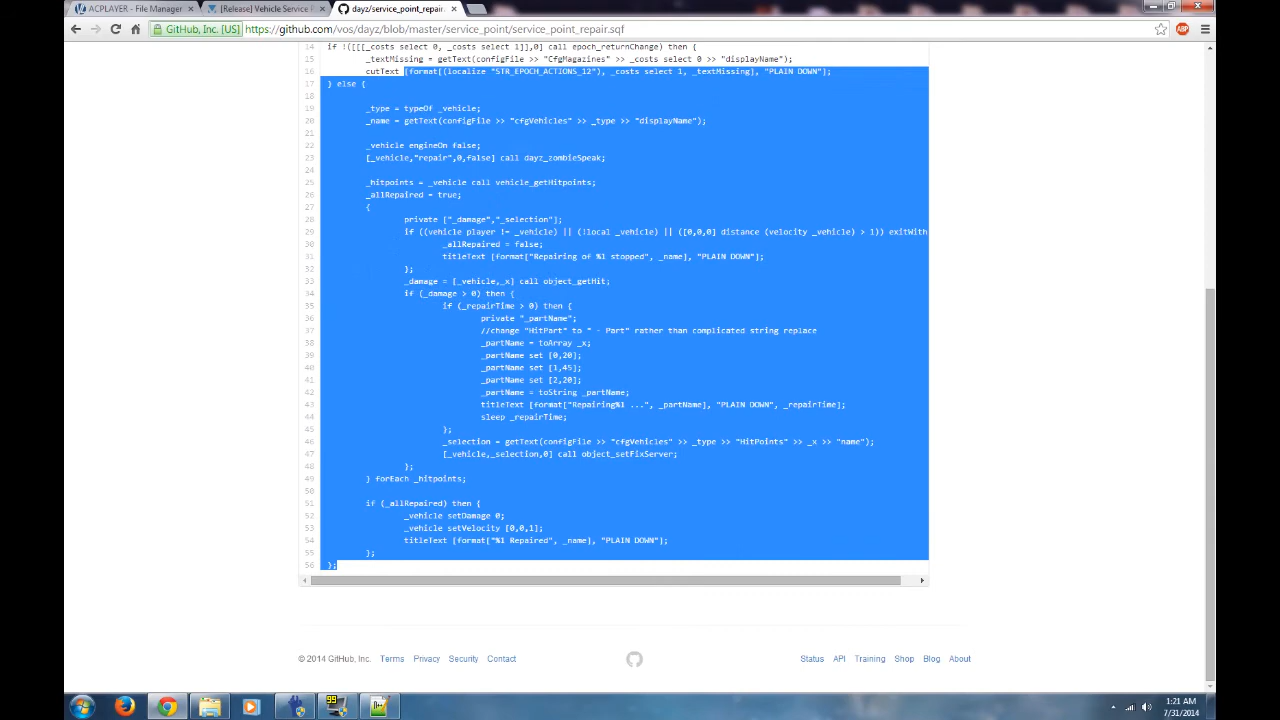 ACPLAYER - File Manager
[Release] Vehicle Service P
dayz/service_point_repair.
GitHub, Inc. [US]
https://github.com/vos/dayz/blob/master/service_point/service_point_repair.sqf
ABP
14 if !([[[_costs select 0, _costs select 1]],0] call epoch_returnChange) then {
15 _textMissing = getText(configFile >> "CfgMagazines" >> _costs select 0 >> "displayName");
16 cutText [format[(localize "STR_EPOCH_ACTIONS_12"), _costs select 1, _textMissing], "PLAIN DOWN"];
17 } else {
18
19 _type = typeOf _vehicle;
20 _name = getText(configFile >> "cfgVehicles" >> _type >> "displayName");
21
22 _vehicle engineOn false;
23 [_vehicle,"repair",0,false] call dayz_zombieSpeak;
24
25 _hitpoints = _vehicle call vehicle_getHitpoints;
26 _allRepaired = true;
27 {
28 private ["_damage","_selection"];
29 if ((vehicle player != _vehicle) || (!local _vehicle) || ([0,0,0] distance (velocity _vehicle) > 1)) exitWith
30 _allRepaired = false;
31 titleText [format["Repairing of %1 stopped", _name], "PLAIN DOWN"];
32 };
33 _damage = [_vehicle,_x] call object_getHit;
34 if (_damage > 0) then {
35 if (_repairTime > 0) then {
36 private "_partName";
37 //change "HitPart" to " - Part" rather than complicated string replace
38 _partName = toArray _x;
39 _partName set [0,20];
40 _partName set [1,45];
41 _partName set [2,20];
42 _partName = toString _partName;
43 titleText [format["Repairing%1 ...", _partName], "PLAIN DOWN", _repairTime];
44 sleep _repairTime;
45 };
46 _selection = getText(configFile >> "cfgVehicles" >> _type >> "HitPoints" >> _x >> "name");
47 [_vehicle,_selection,0] call object_setFixServer;
48 };
49 } forEach _hitpoints;
50
51 if (_allRepaired) then {
52 _vehicle setDamage 0;
53 _vehicle setVelocity [0,0,1];
54 titleText [format["%1 Repaired", _name], "PLAIN DOWN"];
55 };
56 };
© 2014 GitHub, Inc. Terms Privacy Security Contact
Status API Training Shop Blog About
99
1:21 AM
7/31/2014